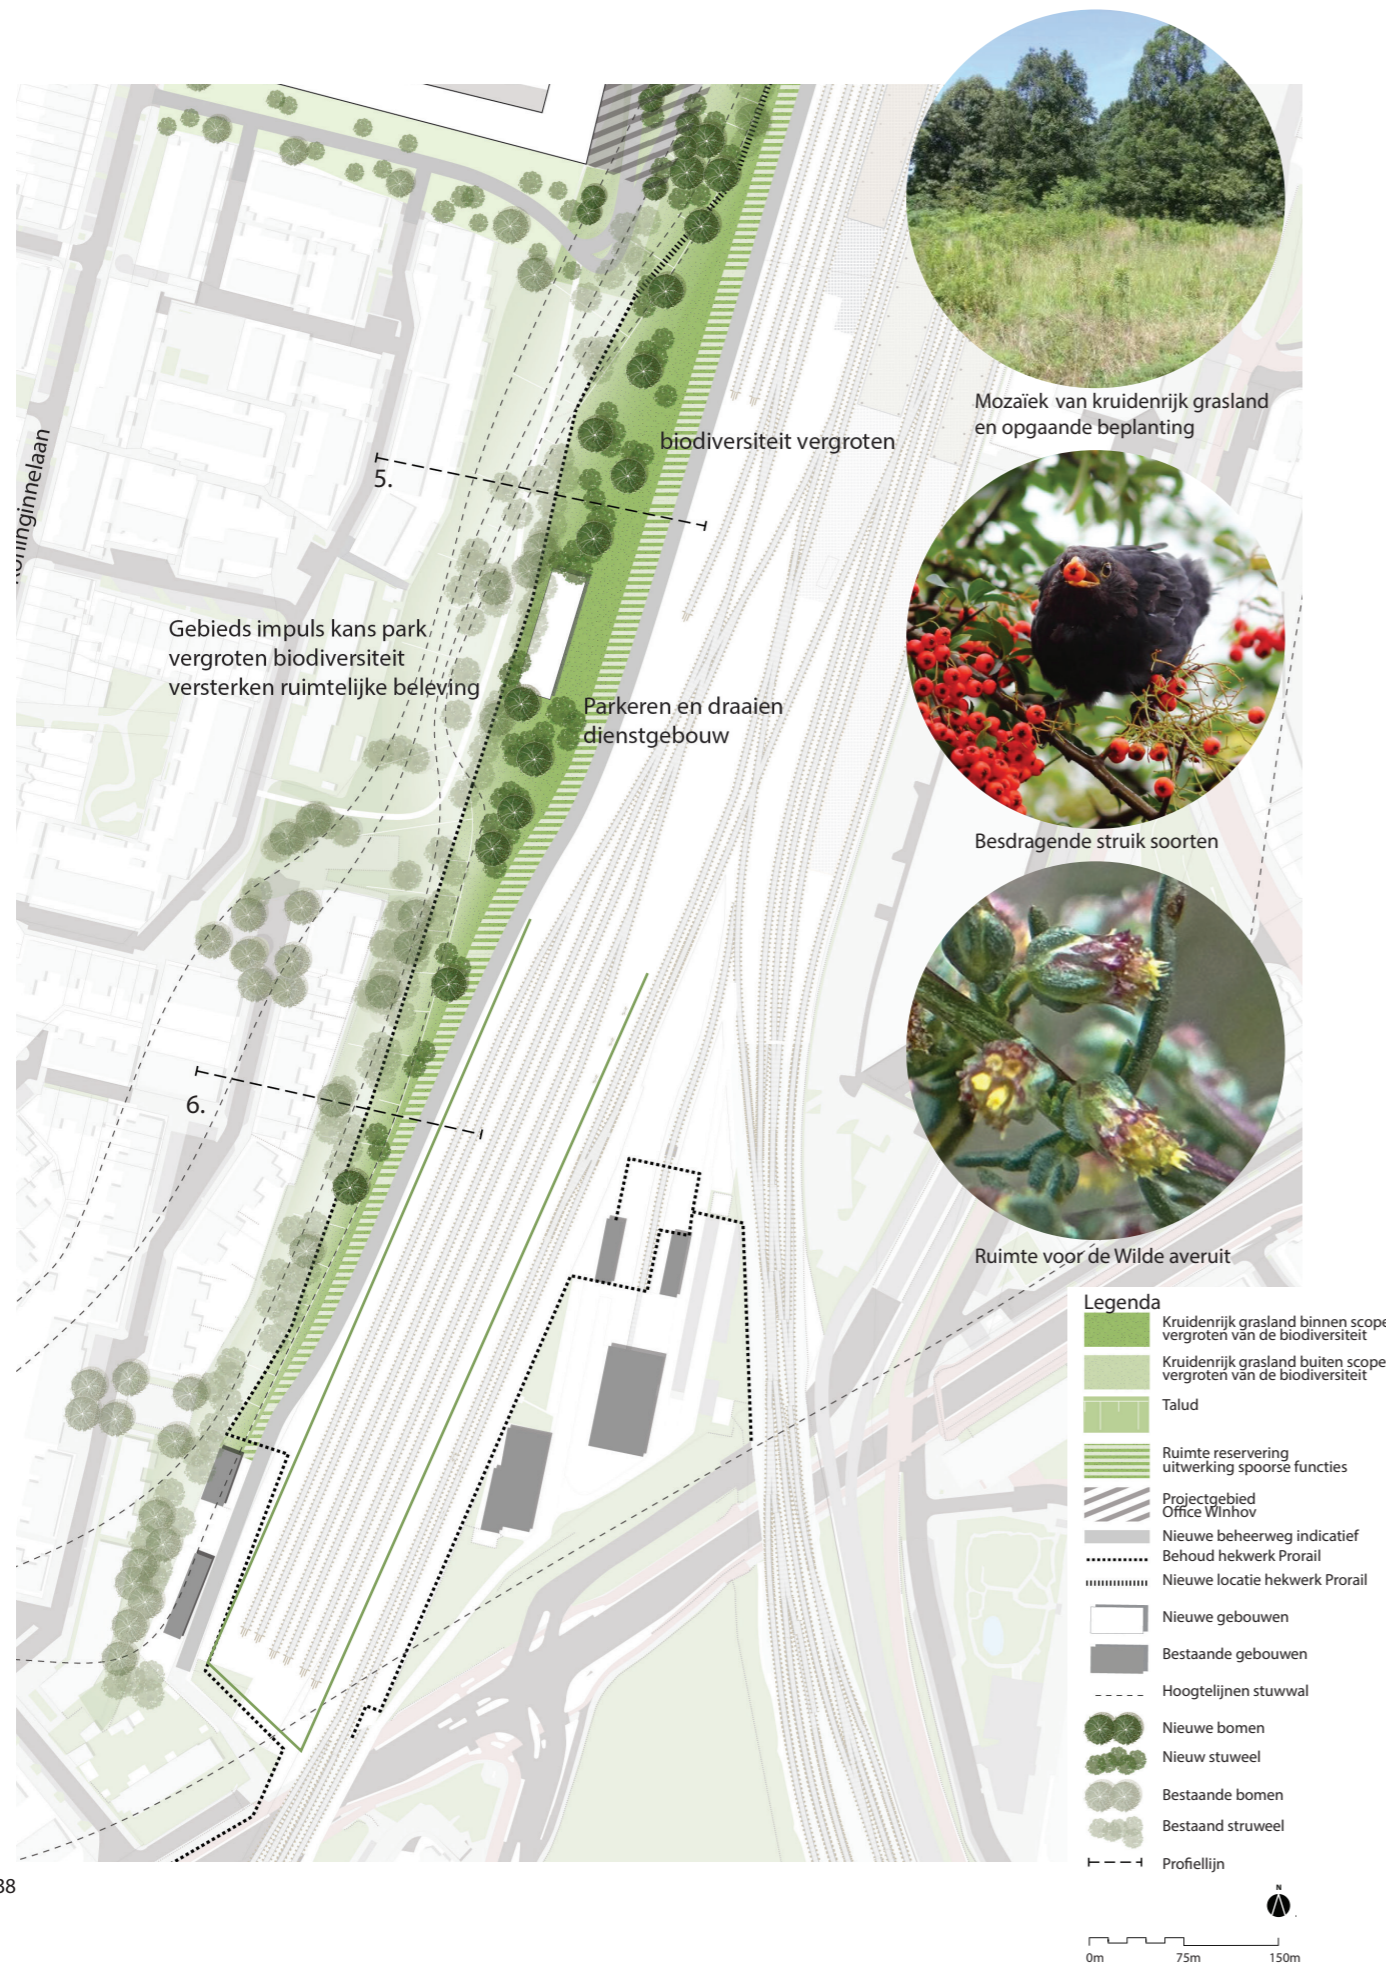 Mozaïek van kruidenrijk grasland
en opgaande beplanting
biodiversiteit vergroten
5.
Gebieds impuls kans park
vergroten biodiversiteit
versterken ruimtelijke beleving
Parkeren en draaien
dienstgebouw
Besdragende struik soorten
6.
Ruimte voor de Wilde averuit
Legenda
Kruidenrijk grasland binnen scope
vergroten van de biodiversiteit
Kruidenrijk grasland buiten scope
vergroten van de biodiversiteit
Talud
Ruimte reservering
uitwerking spoorse functies
Projectgebied
Office WInhov
Nieuwe beheerweg indicatief
Behoud hekwerk Prorail
Nieuwe locatie hekwerk Prorail
Nieuwe gebouwen
Bestaande gebouwen
Hoogtelijnen stuwwal
Nieuwe bomen
Nieuw stuweel
Bestaande bomen
Bestaand struweel
Profiellijn
38
N
0m 75m 150m